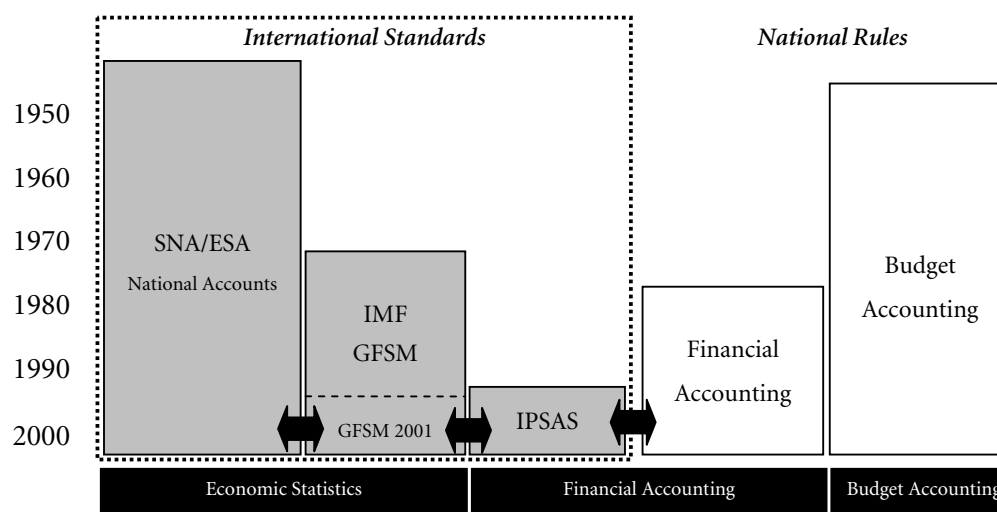 International Standards
National Rules
1950
1960
1970
1980
1990
2000
SNA/ESA
National Accounts
IMF
GFSM
GFSM 2001
IPSAS
Financial
Accounting
Budget
Accounting
Economic Statistics
Financial Accounting
Budget Accounting